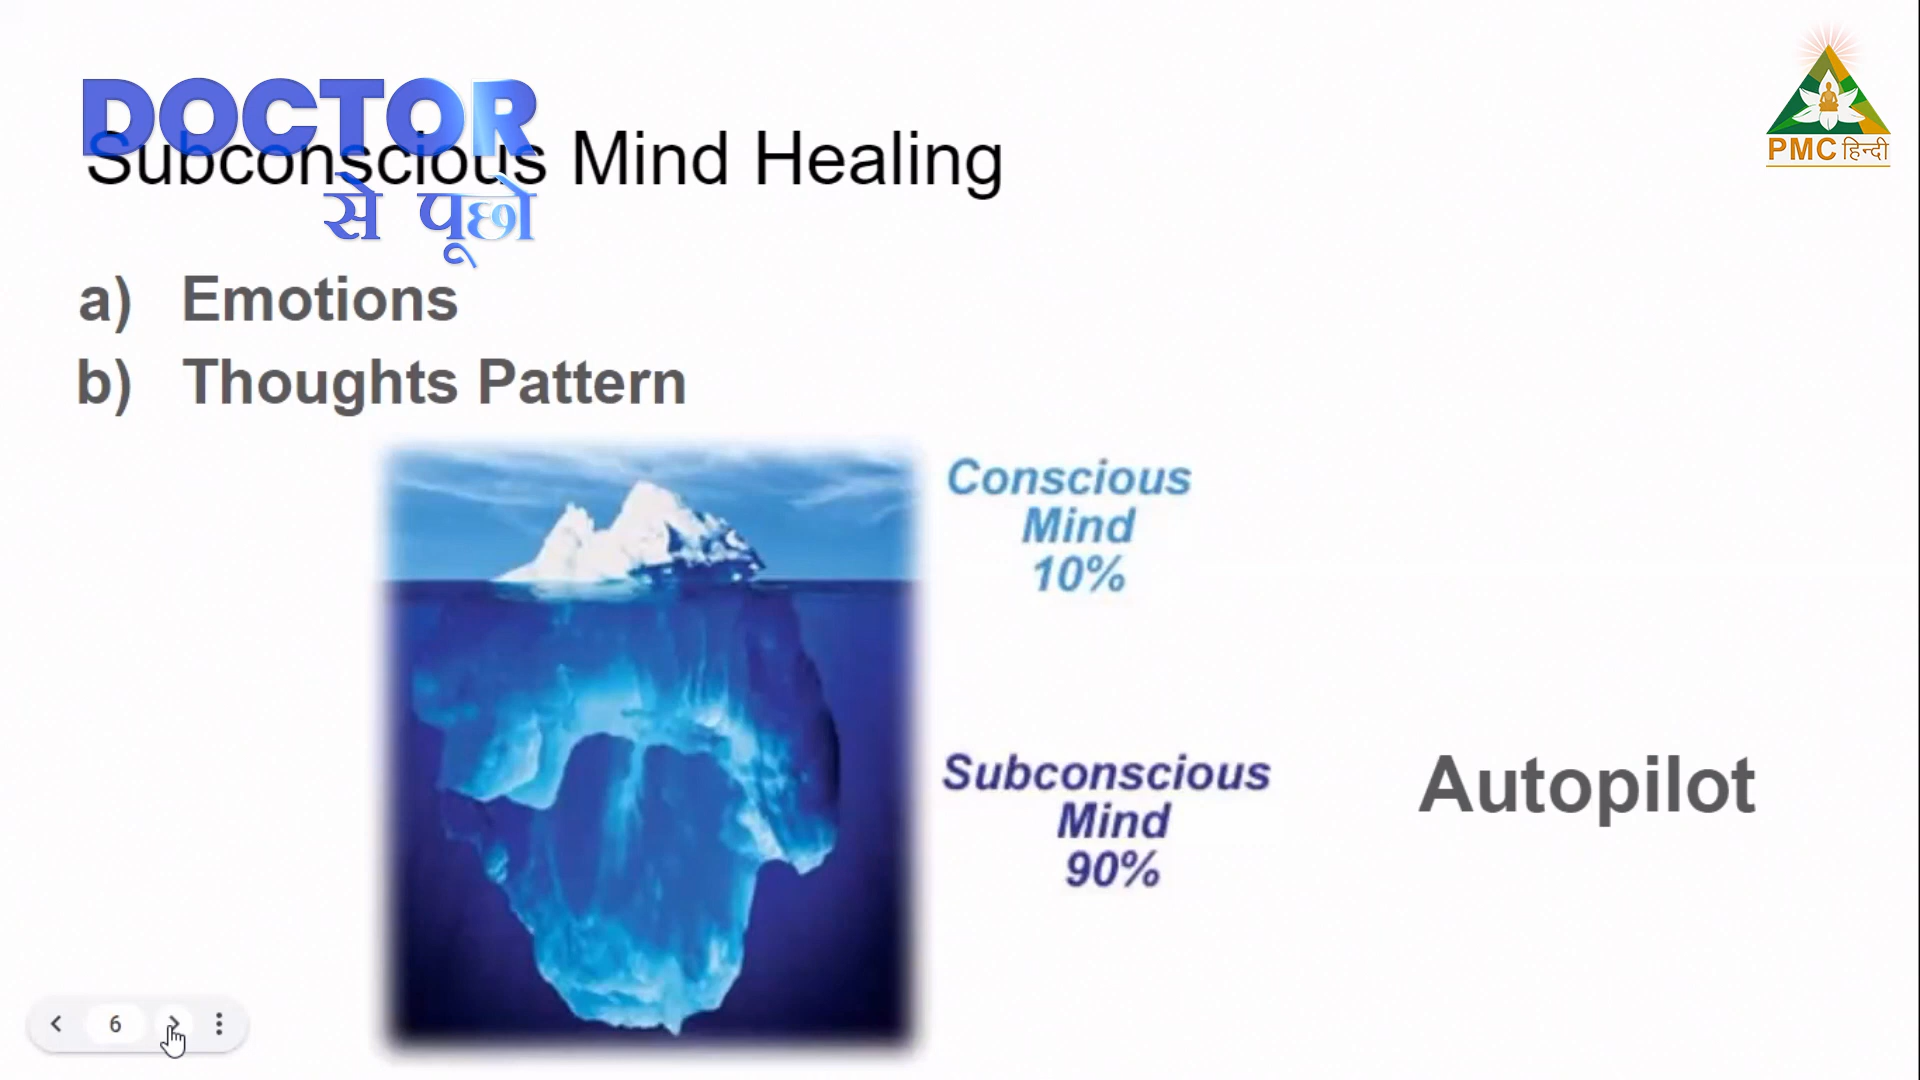 DOCTOR
से पूछो
PMC हिन्दी
Subconscious Mind Healing
a) Emotions
b) Thoughts Pattern
Conscious
Mind
10%
Subconscious
Mind
90%
Autopilot
6